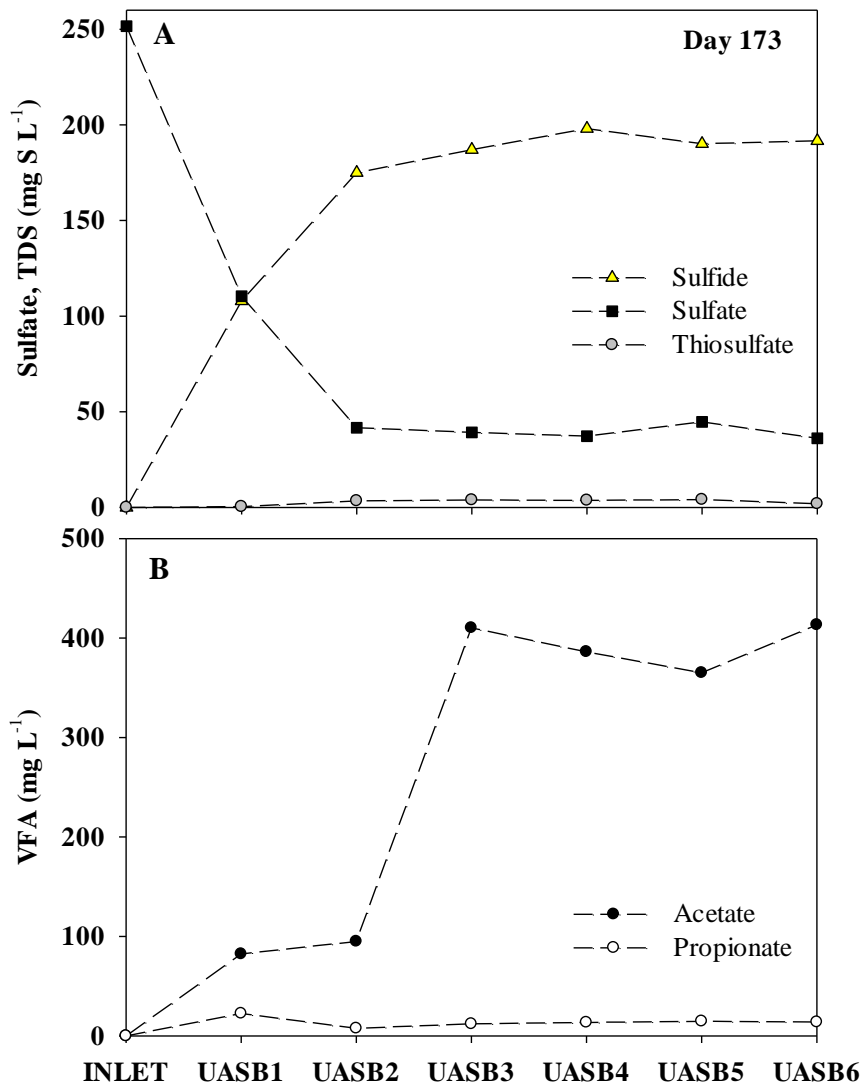 A
Day 173
Sulfate, TDS (mg S L⁻¹)
250
200
150
100
50
0
Sulfide
Sulfate
Thiosulfate
B
VFA (mg L⁻¹)
500
400
300
200
100
0
Acetate
Propionate
INLET UASB1 UASB2 UASB3 UASB4 UASB5 UASB6